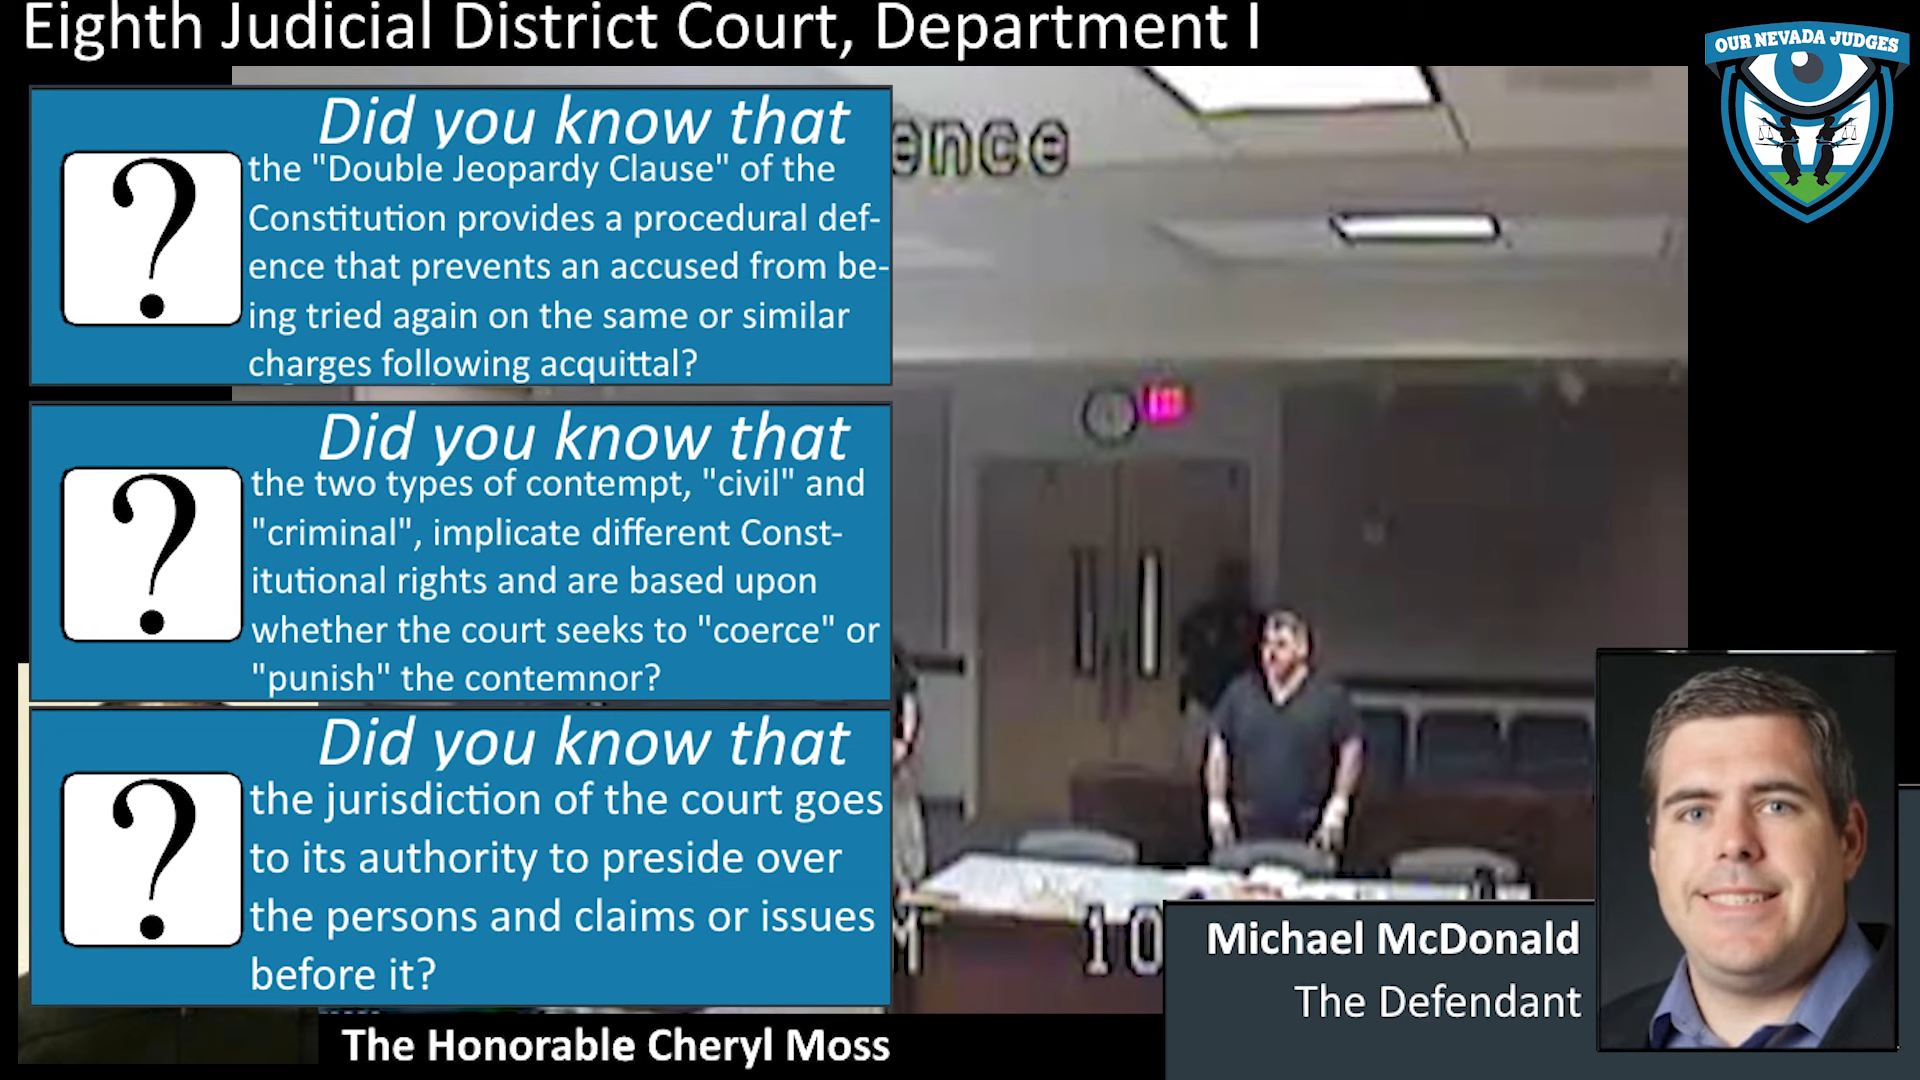 Eighth Judicial District Court, Department I
OUR NEVADA JUDGES
Did you know that
?
the "Double Jeopardy Clause" of the
Constitution provides a procedural def-
ence that prevents an accused from be-
ing tried again on the same or similar
charges following acquittal?
ence
Did you know that
?
the two types of contempt, "civil" and
"criminal", implicate different Const-
itutional rights and are based upon
whether the court seeks to "coerce" or
"punish" the contemnor?
Did you know that
?
the jurisdiction of the court goes
to its authority to preside over
the persons and claims or issues
before it?
M 10
Michael McDonald
The Defendant
The Honorable Cheryl Moss